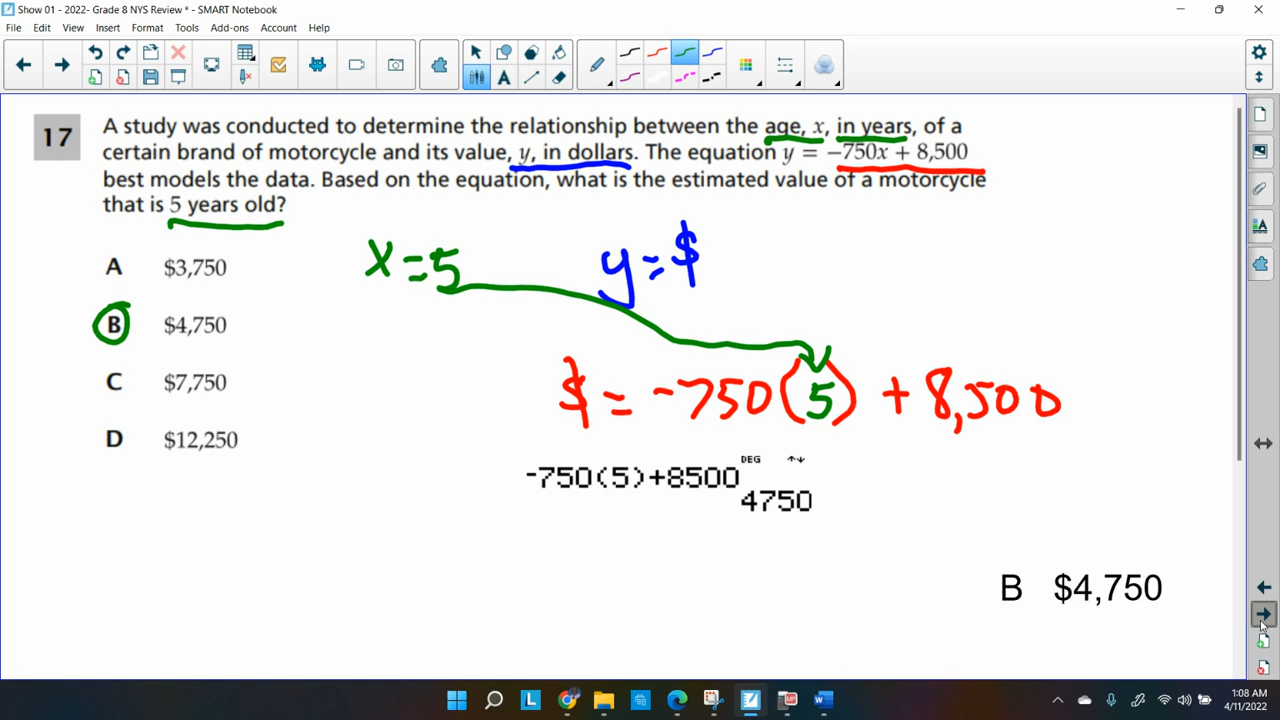 Show 01 - 2022- Grade 8 NYS Review * - SMART Notebook
File Edit View Insert Format Tools Add-ons Account Help
17
A study was conducted to determine the relationship between the age, x, in years, of a
certain brand of motorcycle and its value, y, in dollars. The equation y = −750x + 8,500
best models the data. Based on the equation, what is the estimated value of a motorcycle
that is 5 years old?
x = 5 y = $
A $3,750
B $4,750
C $7,750
D $12,250
$ = -750(5) + 8,500
DEG
-750(5)+8500
4750
B $4,750
1:08 AM
4/11/2022